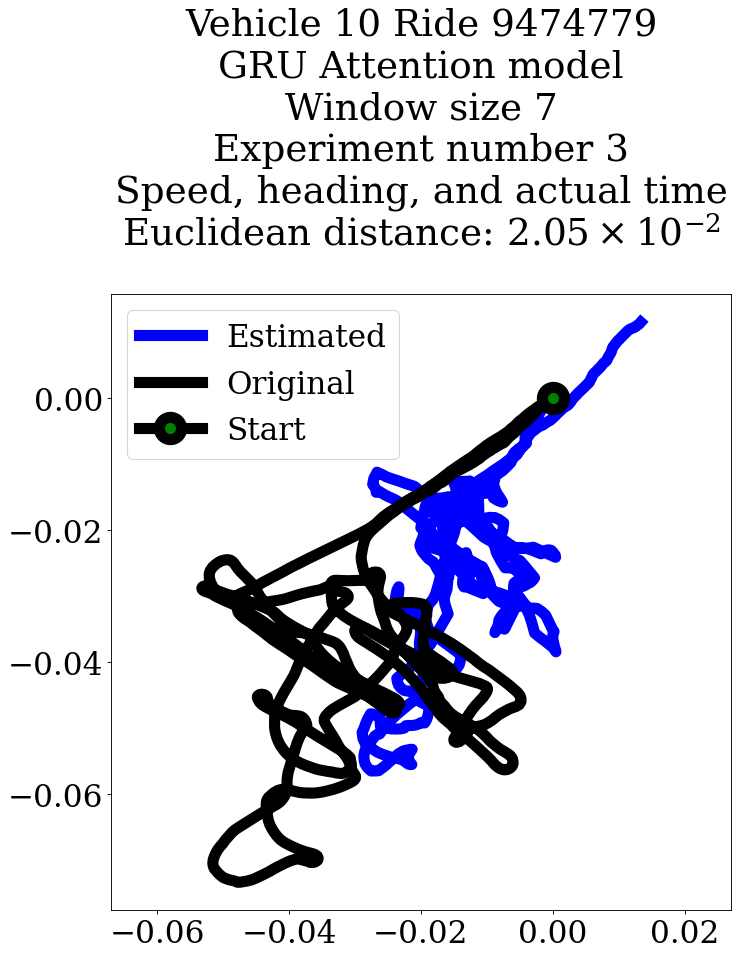 Vehicle 10 Ride 9474779
GRU Attention model
Window size 7
Experiment number 3
Speed, heading, and actual time
Euclidean distance: 2.05 × 10⁻²
Estimated
Original
Start
0.00
−0.02
−0.04
−0.06
−0.06 −0.04 −0.02 0.00 0.02